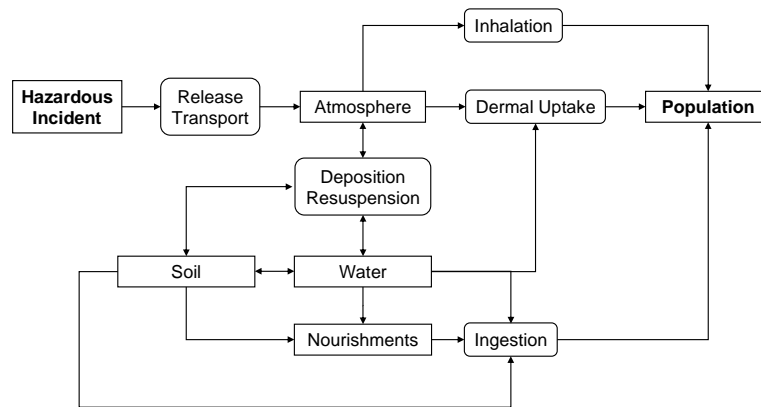 Inhalation
Hazardous
Incident
Release
Transport
Atmosphere
Dermal Uptake
Population
Deposition
Resuspension
Soil
Water
Nourishments
Ingestion